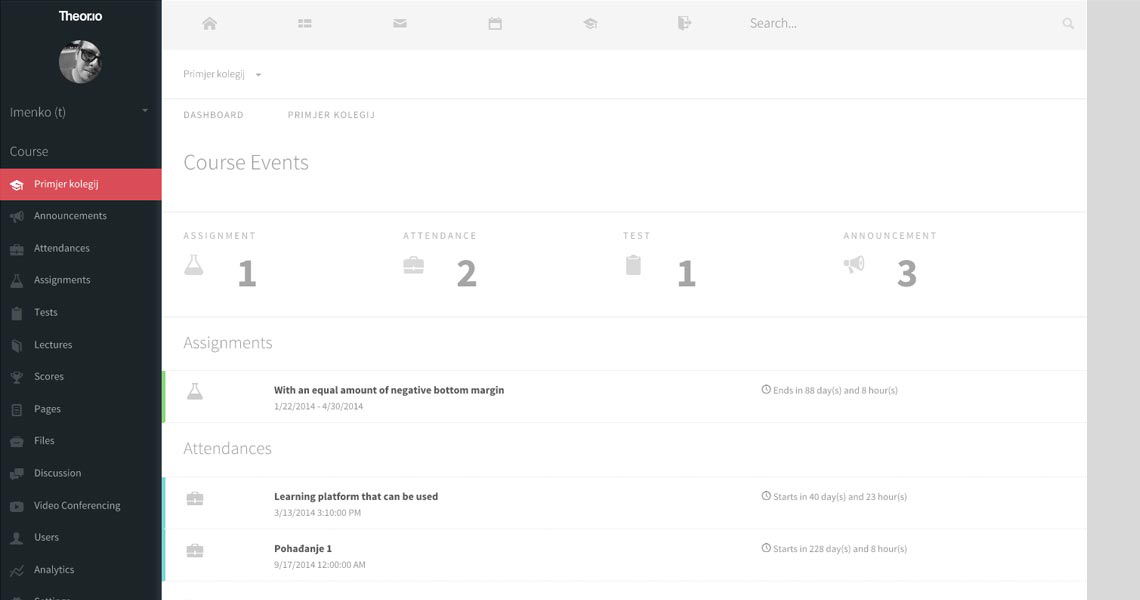 Theor.io
Imenko (t)
Course
Primjer kolegij
Announcements
Attendances
Assignments
Tests
Lectures
Scores
Pages
Files
Discussion
Video Conferencing
Users
Analytics
Settings
Search...
Primjer kolegij
DASHBOARD PRIMJER KOLEGIJ
Course Events
ASSIGNMENT ATTENDANCE TEST ANNOUNCEMENT
1 2 1 3
Assignments
With an equal amount of negative bottom margin Ends in 88 day(s) and 8 hour(s)
1/22/2014 - 4/30/2014
Attendances
Learning platform that can be used Starts in 40 day(s) and 23 hour(s)
3/13/2014 3:10:00 PM
Pohađanje 1 Starts in 228 day(s) and 8 hour(s)
9/17/2014 12:00:00 AM